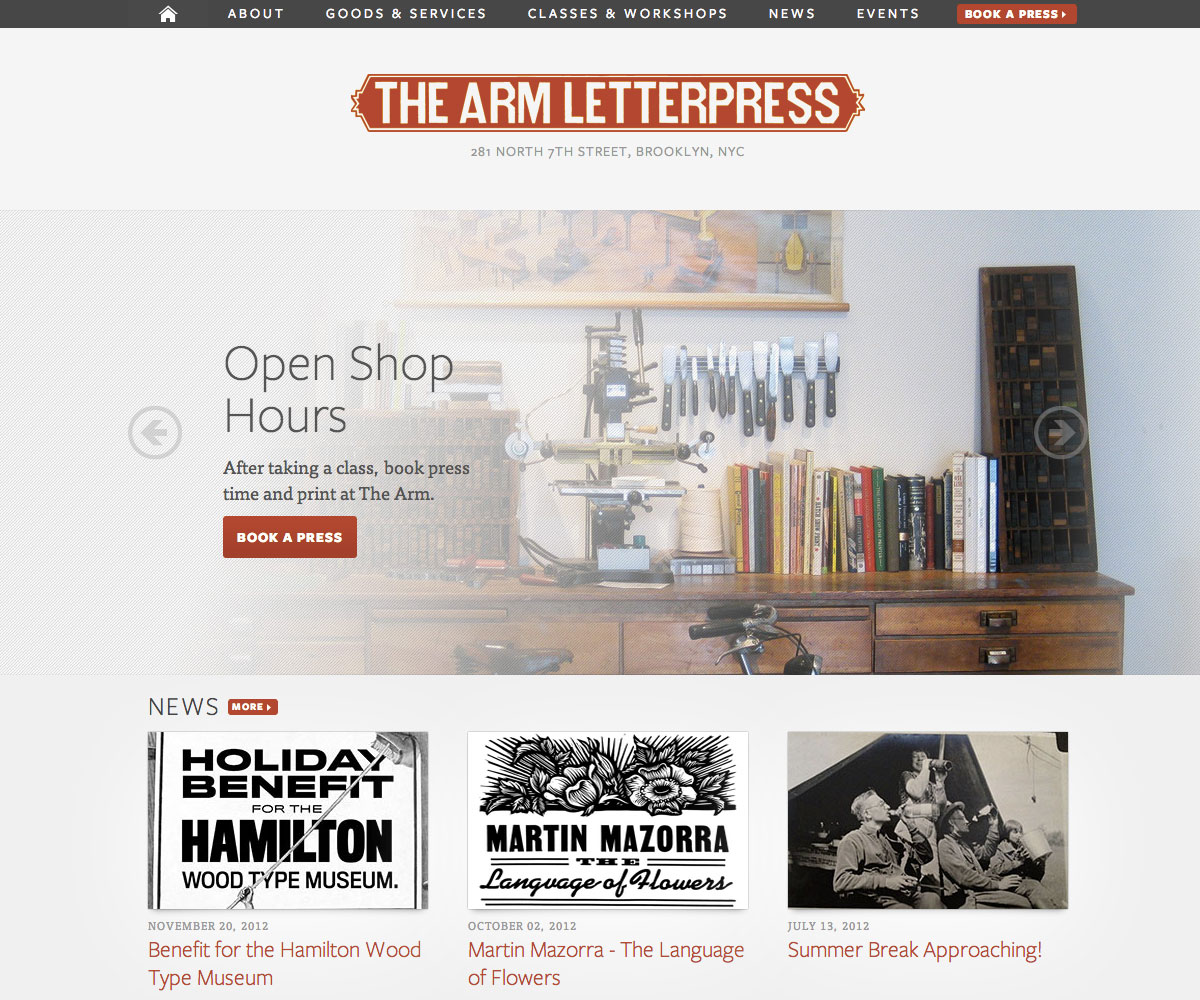 ABOUT GOODS & SERVICES CLASSES & WORKSHOPS NEWS EVENTS BOOK A PRESS
THE ARM LETTERPRESS
281 NORTH 7TH STREET, BROOKLYN, NYC
Open Shop
Hours
After taking a class, book press
time and print at The Arm.
BOOK A PRESS
NEWS MORE
HOLIDAY
BENEFIT
FOR THE
HAMILTON
WOOD TYPE MUSEUM.
MARTIN MAZORRA
THE
Language of Flowers
NOVEMBER 20, 2012
Benefit for the Hamilton Wood
Type Museum
OCTOBER 02, 2012
Martin Mazorra - The Language
of Flowers
JULY 13, 2012
Summer Break Approaching!